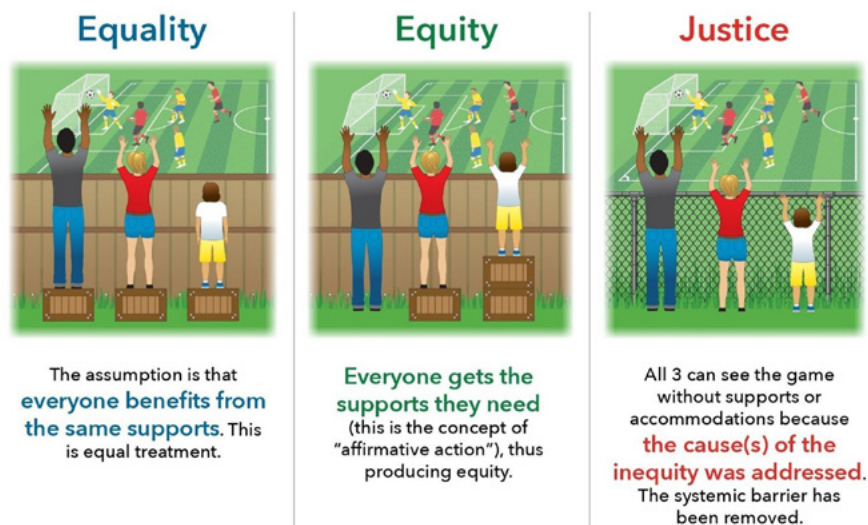 Equality
The assumption is that
everyone benefits from
the same supports. This
is equal treatment.
Equity
Everyone gets the
supports they need
(this is the concept of
“affirmative action”), thus
producing equity.
Justice
All 3 can see the game
without supports or
accommodations because
the cause(s) of the
inequity was addressed.
The systemic barrier has
been removed.